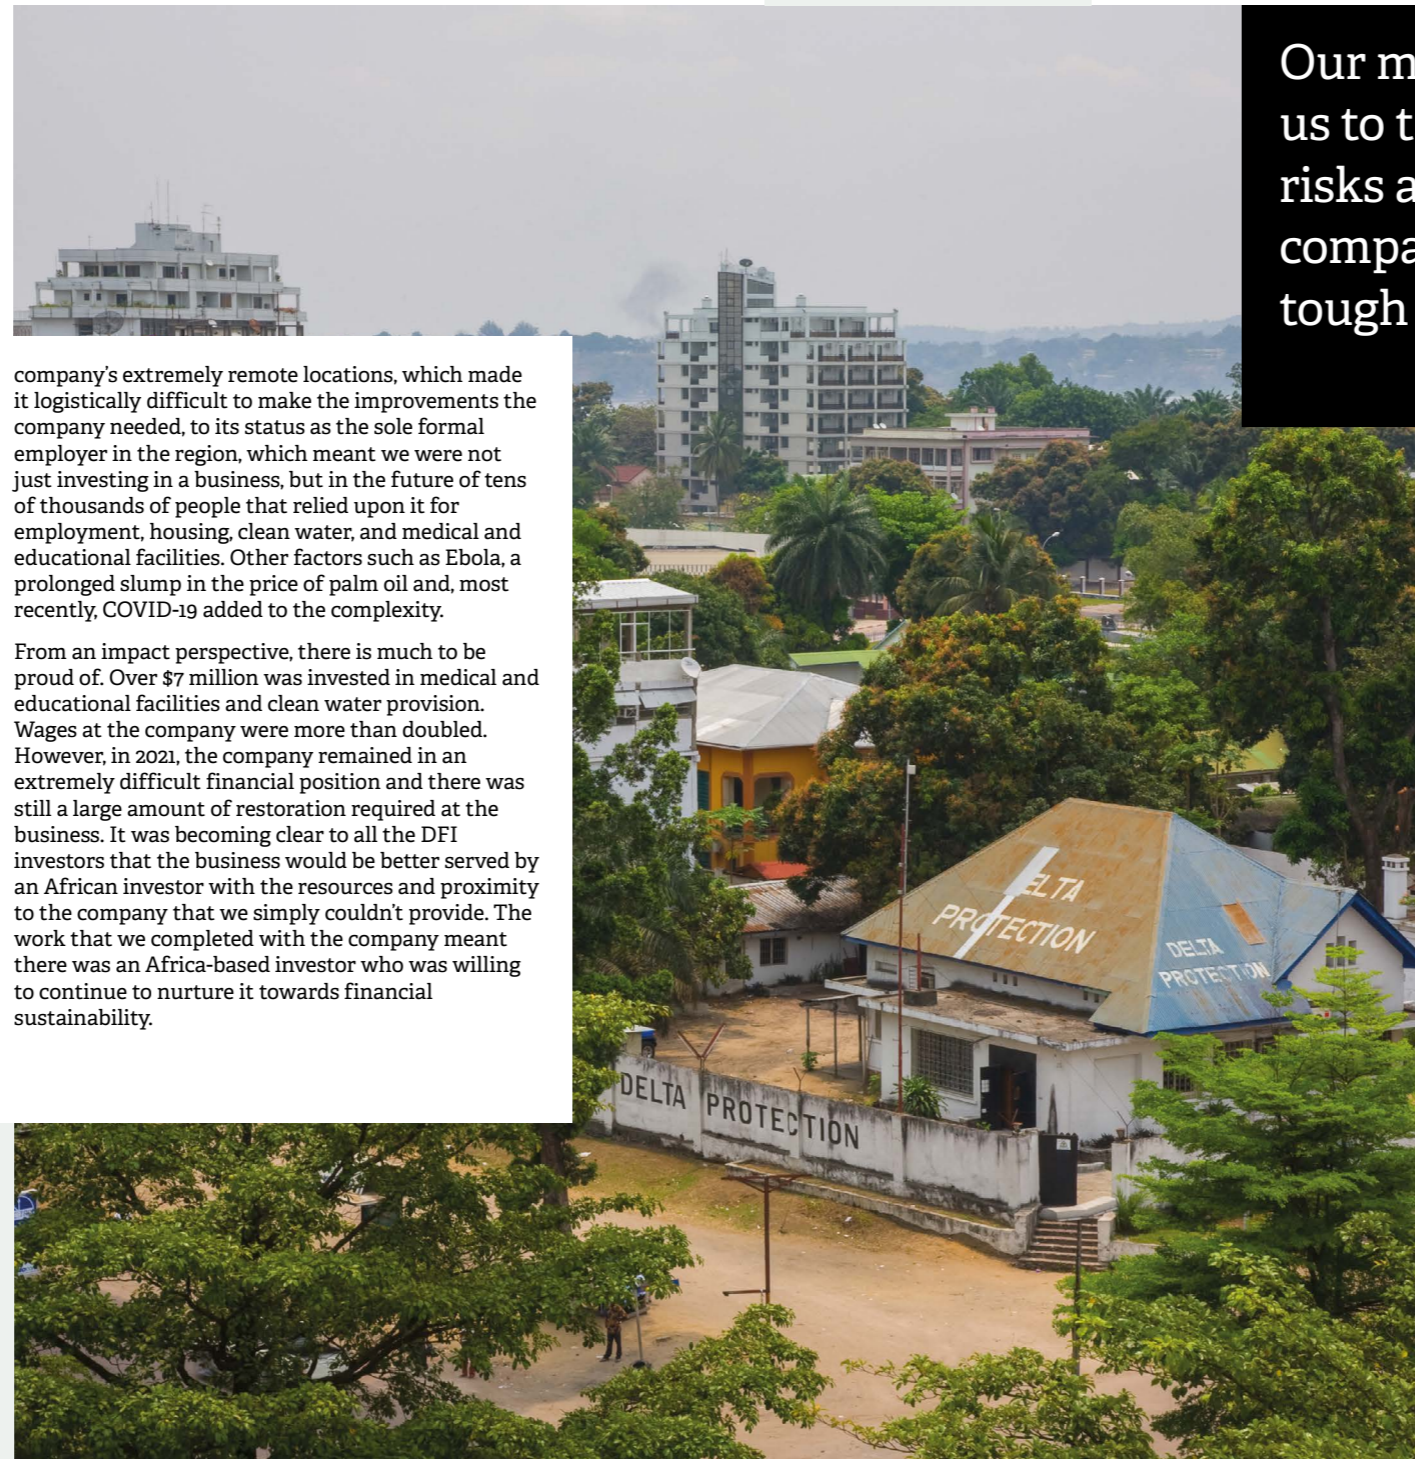 Our m
us to t
risks a
compa
tough
company's extremely remote locations, which made
it logistically difficult to make the improvements the
company needed, to its status as the sole formal
employer in the region, which meant we were not
just investing in a business, but in the future of tens
of thousands of people that relied upon it for
employment, housing, clean water, and medical and
educational facilities. Other factors such as Ebola, a
prolonged slump in the price of palm oil and, most
recently, COVID-19 added to the complexity.
From an impact perspective, there is much to be
proud of. Over $7 million was invested in medical and
educational facilities and clean water provision.
Wages at the company were more than doubled.
However, in 2021, the company remained in an
extremely difficult financial position and there was
still a large amount of restoration required at the
business. It was becoming clear to all the DFI
investors that the business would be better served by
an African investor with the resources and proximity
to the company that we simply couldn't provide. The
work that we completed with the company meant
there was an Africa-based investor who was willing
to continue to nurture it towards financial
sustainability.
ELTA
PROTECTION
DELTA
PROTECTION
DELTA PROTECTION